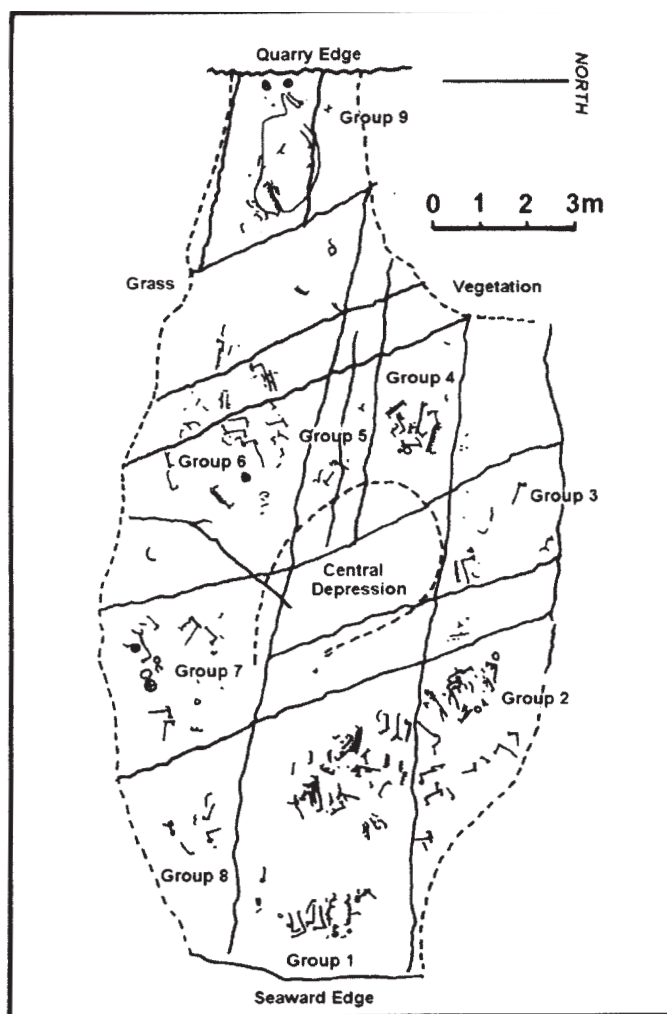 Quarry Edge
NORTH
Group 9
0 1 2 3m
Grass
Vegetation
Group 4
Group 5
Group 6
Group 3
Central
Depression
Group 7
Group 2
Group 8
Group 1
Seaward Edge